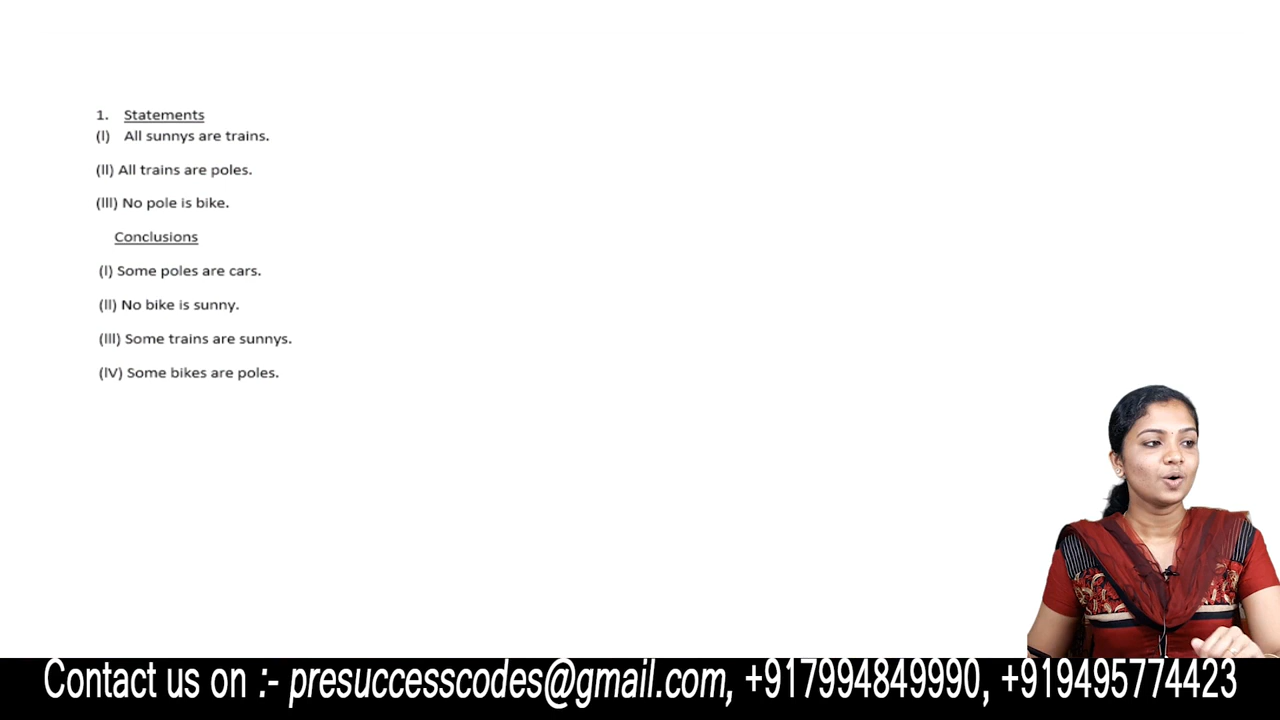 1. Statements
(I) All sunnys are trains.
(II) All trains are poles.
(III) No pole is bike.
Conclusions
(I) Some poles are cars.
(II) No bike is sunny.
(III) Some trains are sunnys.
(IV) Some bikes are poles.
Contact us on :- presuccesscodes@gmail.com, +917994849990, +919495774423